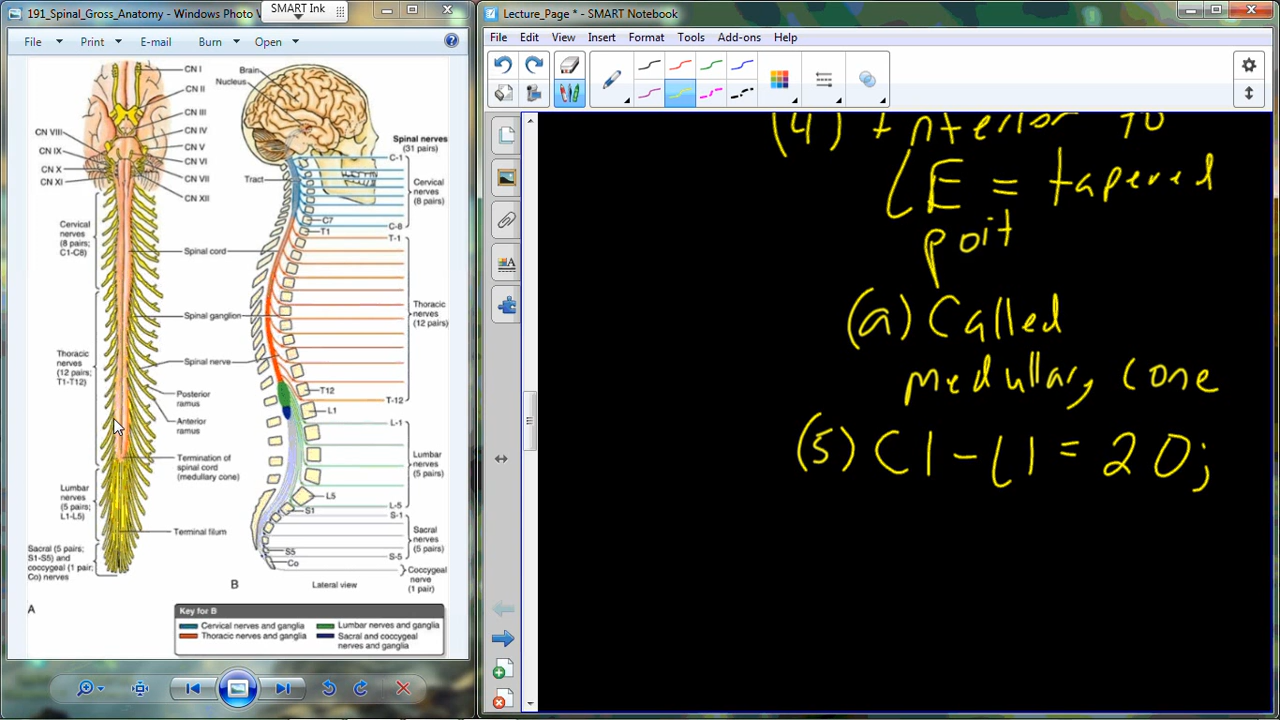 191_Spinal_Gross_Anatomy - Windows Photo V
SMART Ink
File Print E-mail Burn Open
CN I
CN II
CN III
CN IV
CN V
CN VI
CN VII
CN XII
CN VIII
CN IX
CN X
CN XI
Cervical
nerves
(8 pairs;
C1-C8)
Thoracic
nerves
(12 pairs;
T1-T12)
Lumbar
nerves
(5 pairs;
L1-L5)
Sacral (5 pairs;
S1-S5) and
coccygeal (1 pair;
Co) nerves
A
Spinal cord
Spinal ganglion
Spinal nerve
Posterior
ramus
Anterior
ramus
Termination of
spinal cord
(medullary cone)
Terminal filum
Brain
Nucleus
Tract
C7
T1
T12
L1
L5
S1
S5
Co
B
Lateral view
Spinal nerves
(31 pairs)
C-1
Cervical
nerves
(8 pairs)
C-8
T-1
Thoracic
nerves
(12 pairs)
T-12
L-1
Lumbar
nerves
(5 pairs)
L-5
S-1
Sacral
nerves
(5 pairs)
S-5
Coccygeal
nerve
(1 pair)
Key for B
Cervical nerves and ganglia
Thoracic nerves and ganglia
Lumbar nerves and ganglia
Sacral and coccygeal
nerves and ganglia
Lecture_Page * - SMART Notebook
File Edit View Insert Format Tools Add-ons Help
(4) Inferior to
LE = tapered
poit
(a) Called
medullary cone
(5) C1-L1 = 20;